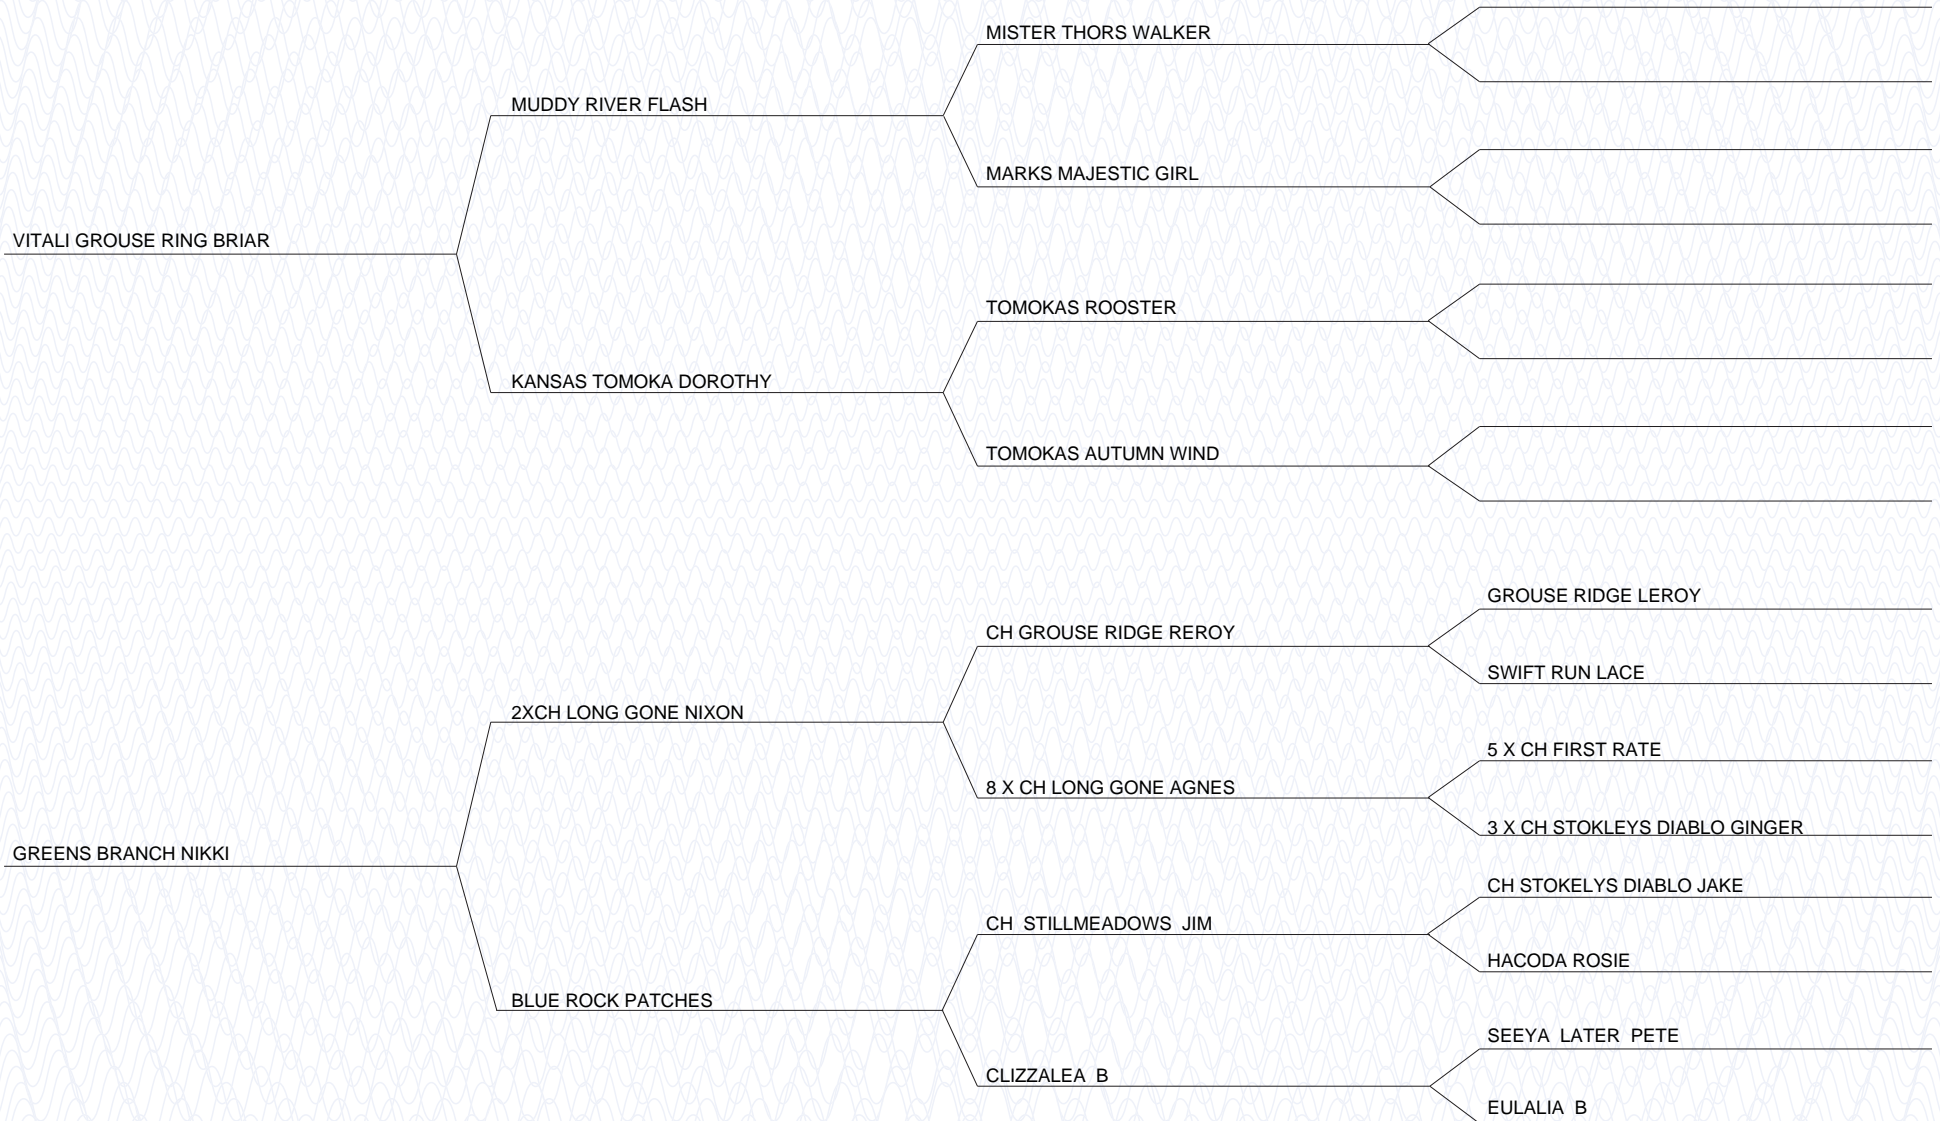 MISTER THORS WALKER
MUDDY RIVER FLASH
MARKS MAJESTIC GIRL
VITALI GROUSE RING BRIAR
TOMOKAS ROOSTER
KANSAS TOMOKA DOROTHY
TOMOKAS AUTUMN WIND
GROUSE RIDGE LEROY
CH GROUSE RIDGE REROY
SWIFT RUN LACE
2XCH LONG GONE NIXON
5 X CH FIRST RATE
8 X CH LONG GONE AGNES
3 X CH STOKLEYS DIABLO GINGER
GREENS BRANCH NIKKI
CH STOKELYS DIABLO JAKE
CH  STILLMEADOWS  JIM
HACODA ROSIE
BLUE ROCK PATCHES
SEEYA  LATER  PETE
CLIZZALEA  B
EULALIA  B